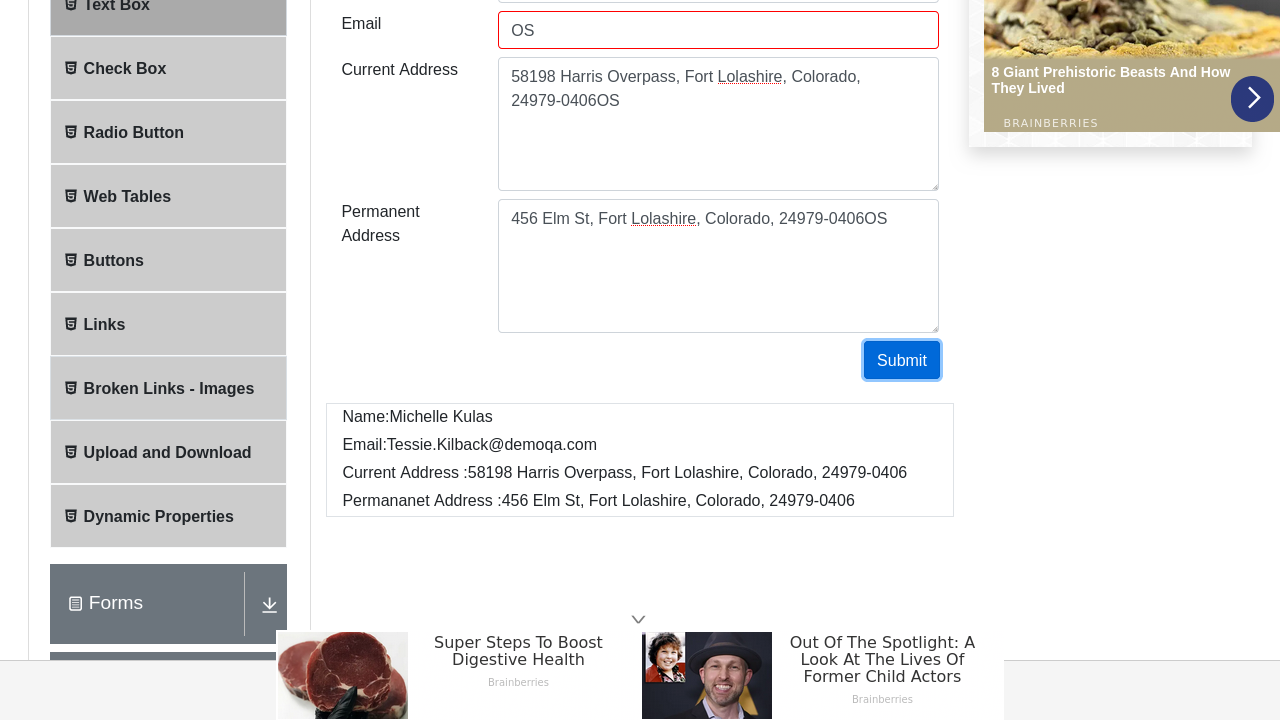 Text Box
Check Box
Radio Button
Web Tables
Buttons
Links
Broken Links - Images
Upload and Download
Dynamic Properties
Forms
Email
OS
Current Address
58198 Harris Overpass, Fort Lolashire, Colorado,
24979-0406OS
Permanent
Address
456 Elm St, Fort Lolashire, Colorado, 24979-0406OS
Submit
Name:Michelle Kulas
Email:Tessie.Kilback@demoqa.com
Current Address :58198 Harris Overpass, Fort Lolashire, Colorado, 24979-0406
Permananet Address :456 Elm St, Fort Lolashire, Colorado, 24979-0406
8 Giant Prehistoric Beasts And How
They Lived
BRAINBERRIES
Super Steps To Boost
Digestive Health
Brainberries
Out Of The Spotlight: A
Look At The Lives Of
Former Child Actors
Brainberries